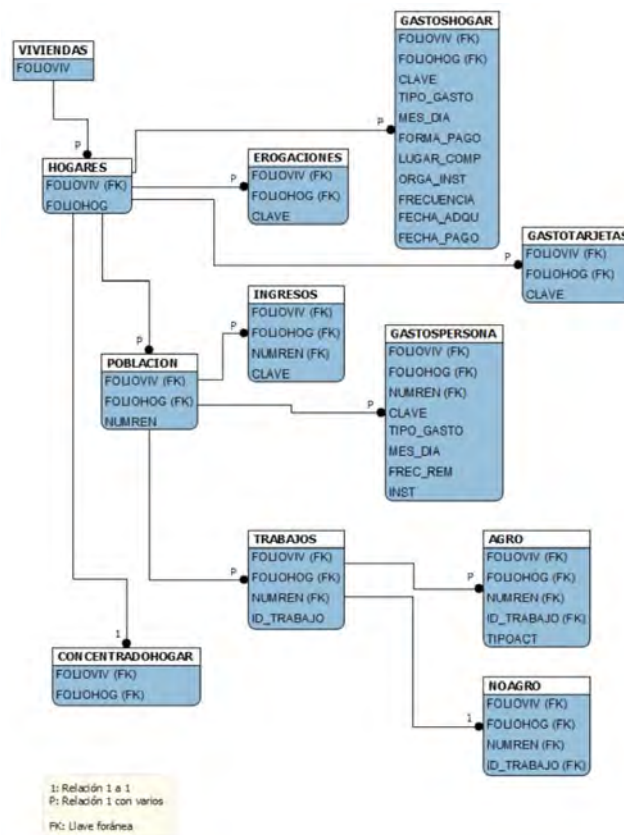 VIVIENDAS
FOLIOVIV
P
HOGARES
FOLIOVIV (FK)
FOLIOHOG
P
GASTOSHOGAR
FOLIOVIV (FK)
FOLIOHOG (FK)
CLAVE
TIPO_GASTO
MES_DIA
FORMA_PAGO
LUGAR_COMP
ORGA_INST
FRECUENCIA
FECHA_ADQU
FECHA_PAGO
P
EROGACIONES
FOLIOVIV (FK)
FOLIOHOG (FK)
CLAVE
P
GASTOTARJETAS
FOLIOVIV (FK)
FOLIOHOG (FK)
CLAVE
P
POBLACION
FOLIOVIV (FK)
FOLIOHOG (FK)
NUMREN
P
INGRESOS
FOLIOVIV (FK)
FOLIOHOG (FK)
NUMREN (FK)
CLAVE
P
GASTOSPERSONA
FOLIOVIV (FK)
FOLIOHOG (FK)
NUMREN (FK)
CLAVE
TIPO_GASTO
MES_DIA
FREC_REM
INST
P
TRABAJOS
FOLIOVIV (FK)
FOLIOHOG (FK)
NUMREN (FK)
ID_TRABAJO
P
AGRO
FOLIOVIV (FK)
FOLIOHOG (FK)
NUMREN (FK)
ID_TRABAJO (FK)
TIPOACT
1
CONCENTRADOHOGAR
FOLIOVIV (FK)
FOLIOHOG (FK)
1
NOAGRO
FOLIOVIV (FK)
FOLIOHOG (FK)
NUMREN (FK)
ID_TRABAJO (FK)
1: Relación 1 a 1
P: Relación 1 con varios
FK: Llave foránea